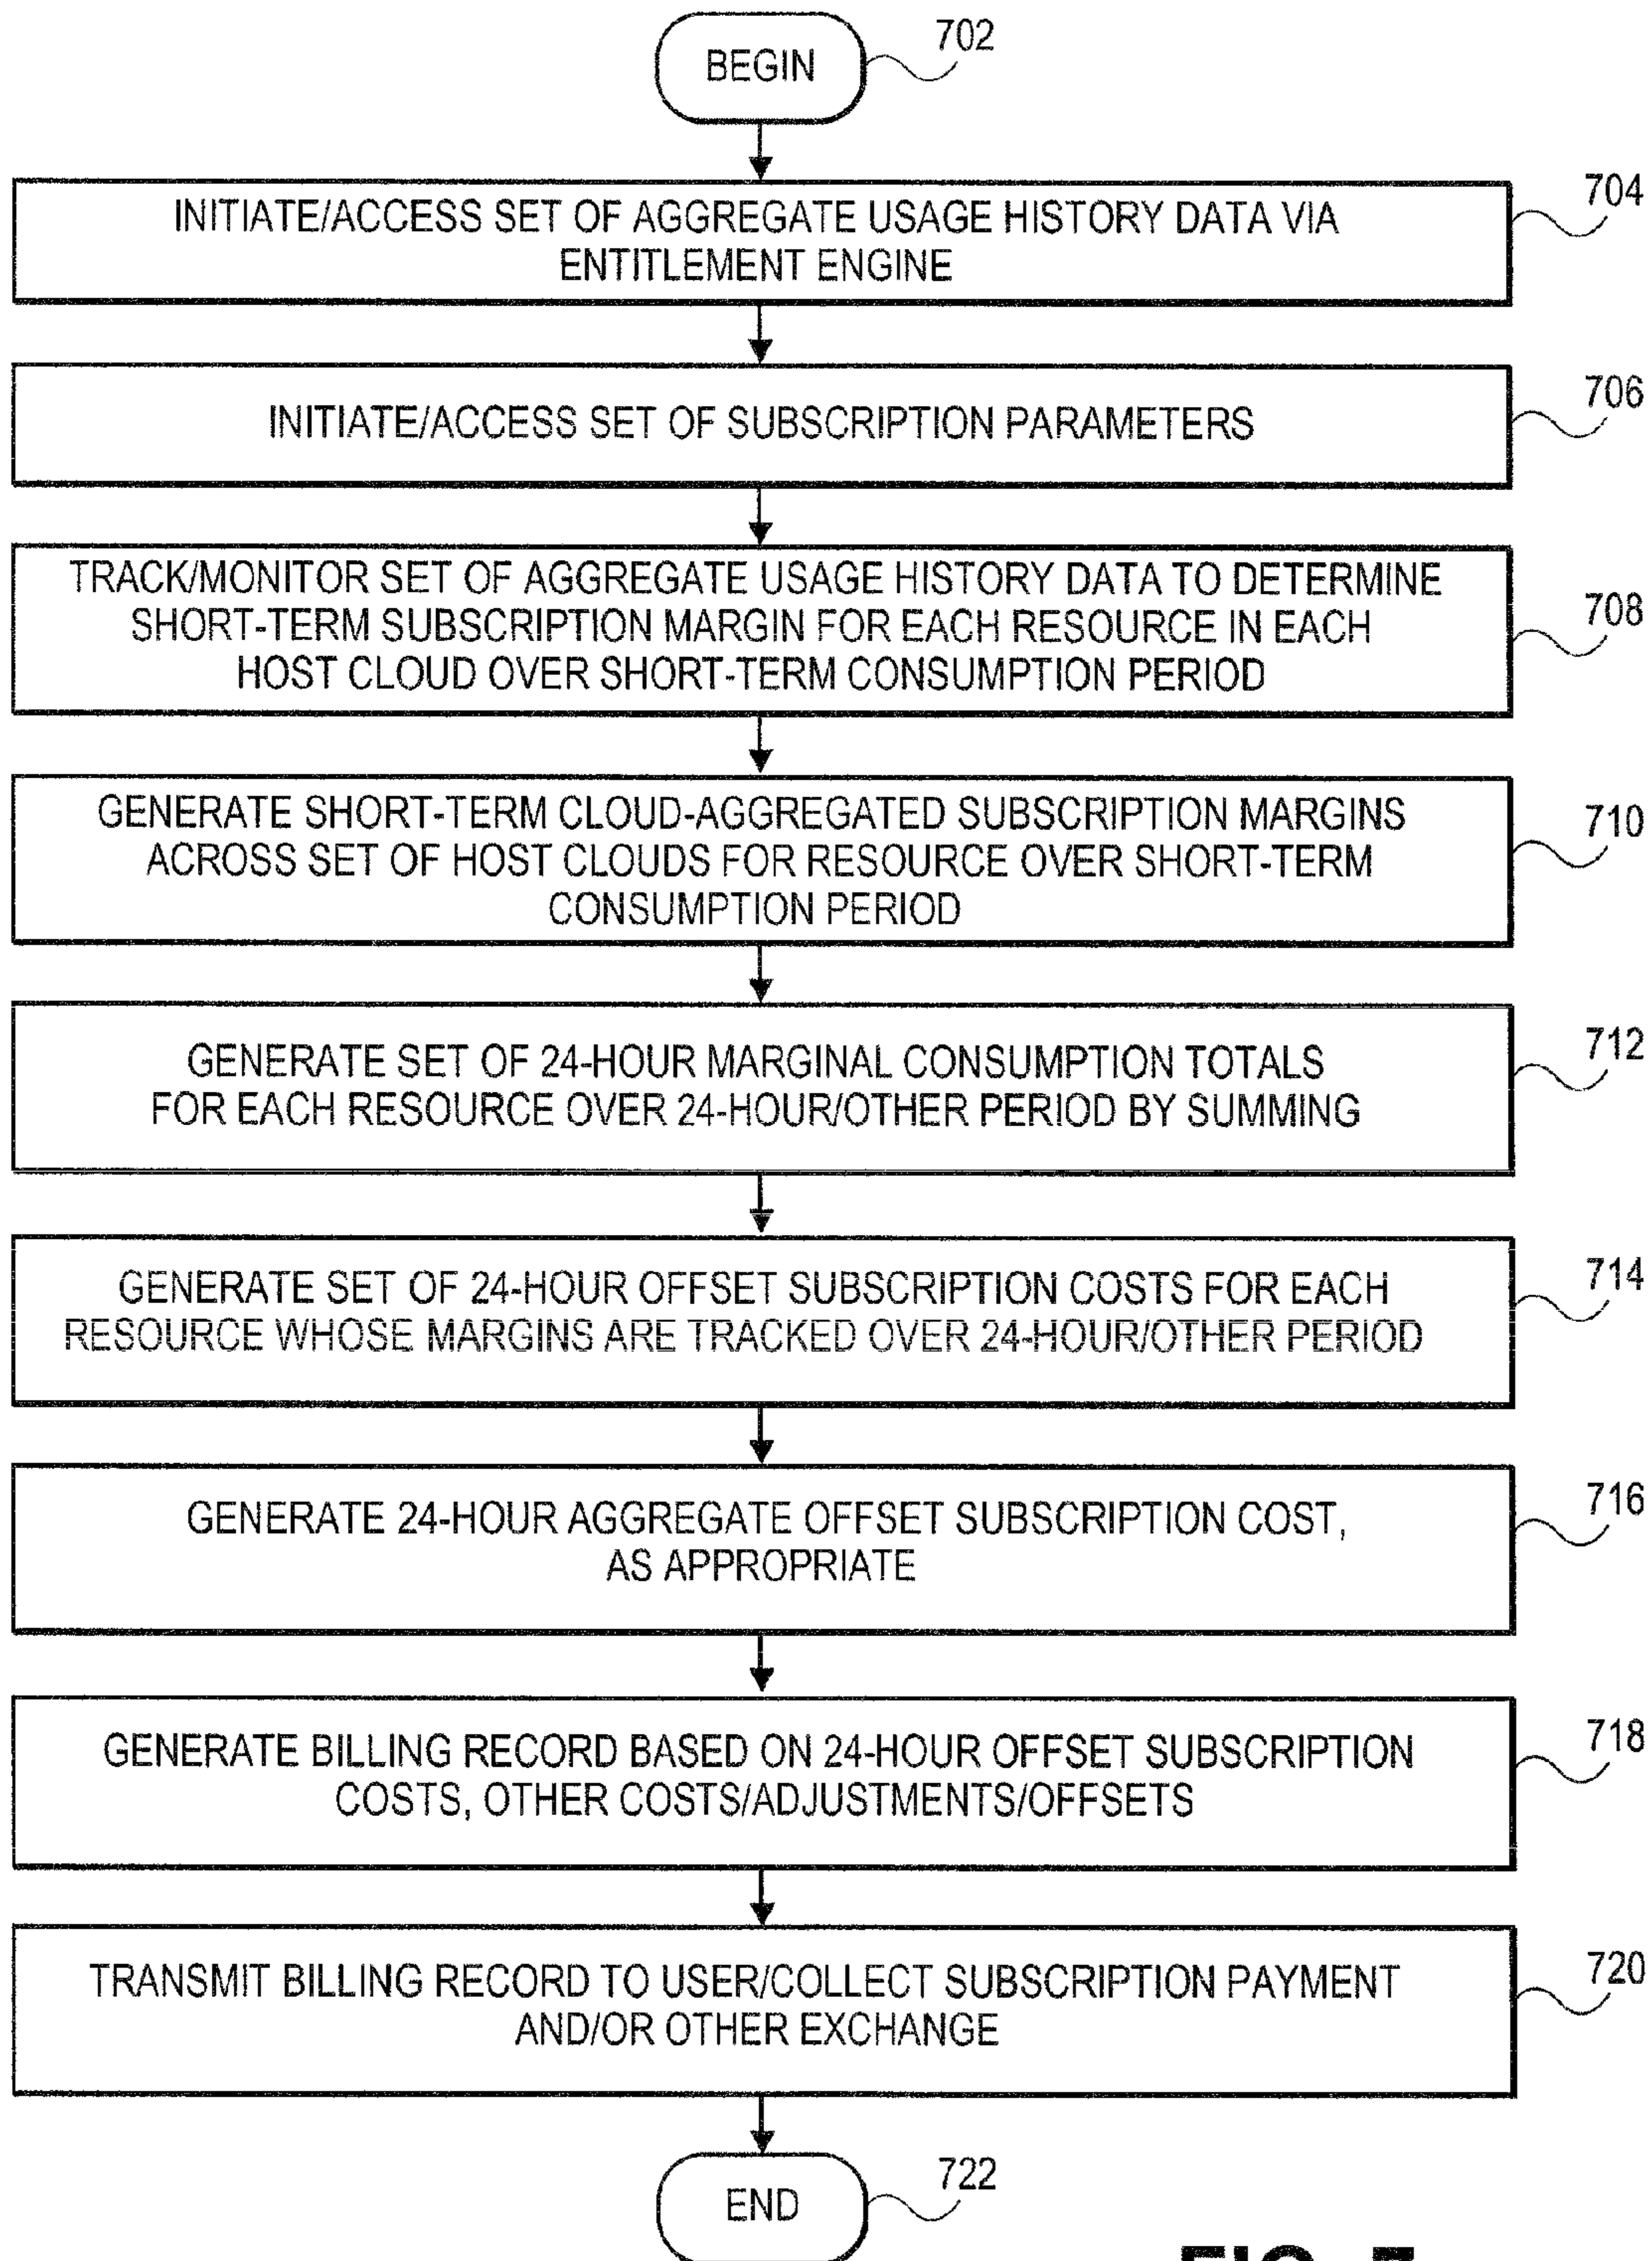 BEGIN
702
INITIATE/ACCESS SET OF AGGREGATE USAGE HISTORY DATA VIA
ENTITLEMENT ENGINE
704
INITIATE/ACCESS SET OF SUBSCRIPTION PARAMETERS
706
TRACK/MONITOR SET OF AGGREGATE USAGE HISTORY DATA TO DETERMINE
SHORT-TERM SUBSCRIPTION MARGIN FOR EACH RESOURCE IN EACH
HOST CLOUD OVER SHORT-TERM CONSUMPTION PERIOD
708
GENERATE SHORT-TERM CLOUD-AGGREGATED SUBSCRIPTION MARGINS
ACROSS SET OF HOST CLOUDS FOR RESOURCE OVER SHORT-TERM
CONSUMPTION PERIOD
710
GENERATE SET OF 24-HOUR MARGINAL CONSUMPTION TOTALS
FOR EACH RESOURCE OVER 24-HOUR/OTHER PERIOD BY SUMMING
712
GENERATE SET OF 24-HOUR OFFSET SUBSCRIPTION COSTS FOR EACH
RESOURCE WHOSE MARGINS ARE TRACKED OVER 24-HOUR/OTHER PERIOD
714
GENERATE 24-HOUR AGGREGATE OFFSET SUBSCRIPTION COST,
AS APPROPRIATE
716
GENERATE BILLING RECORD BASED ON 24-HOUR OFFSET SUBSCRIPTION
COSTS, OTHER COSTS/ADJUSTMENTS/OFFSETS
718
TRANSMIT BILLING RECORD TO USER/COLLECT SUBSCRIPTION PAYMENT
AND/OR OTHER EXCHANGE
720
END
722